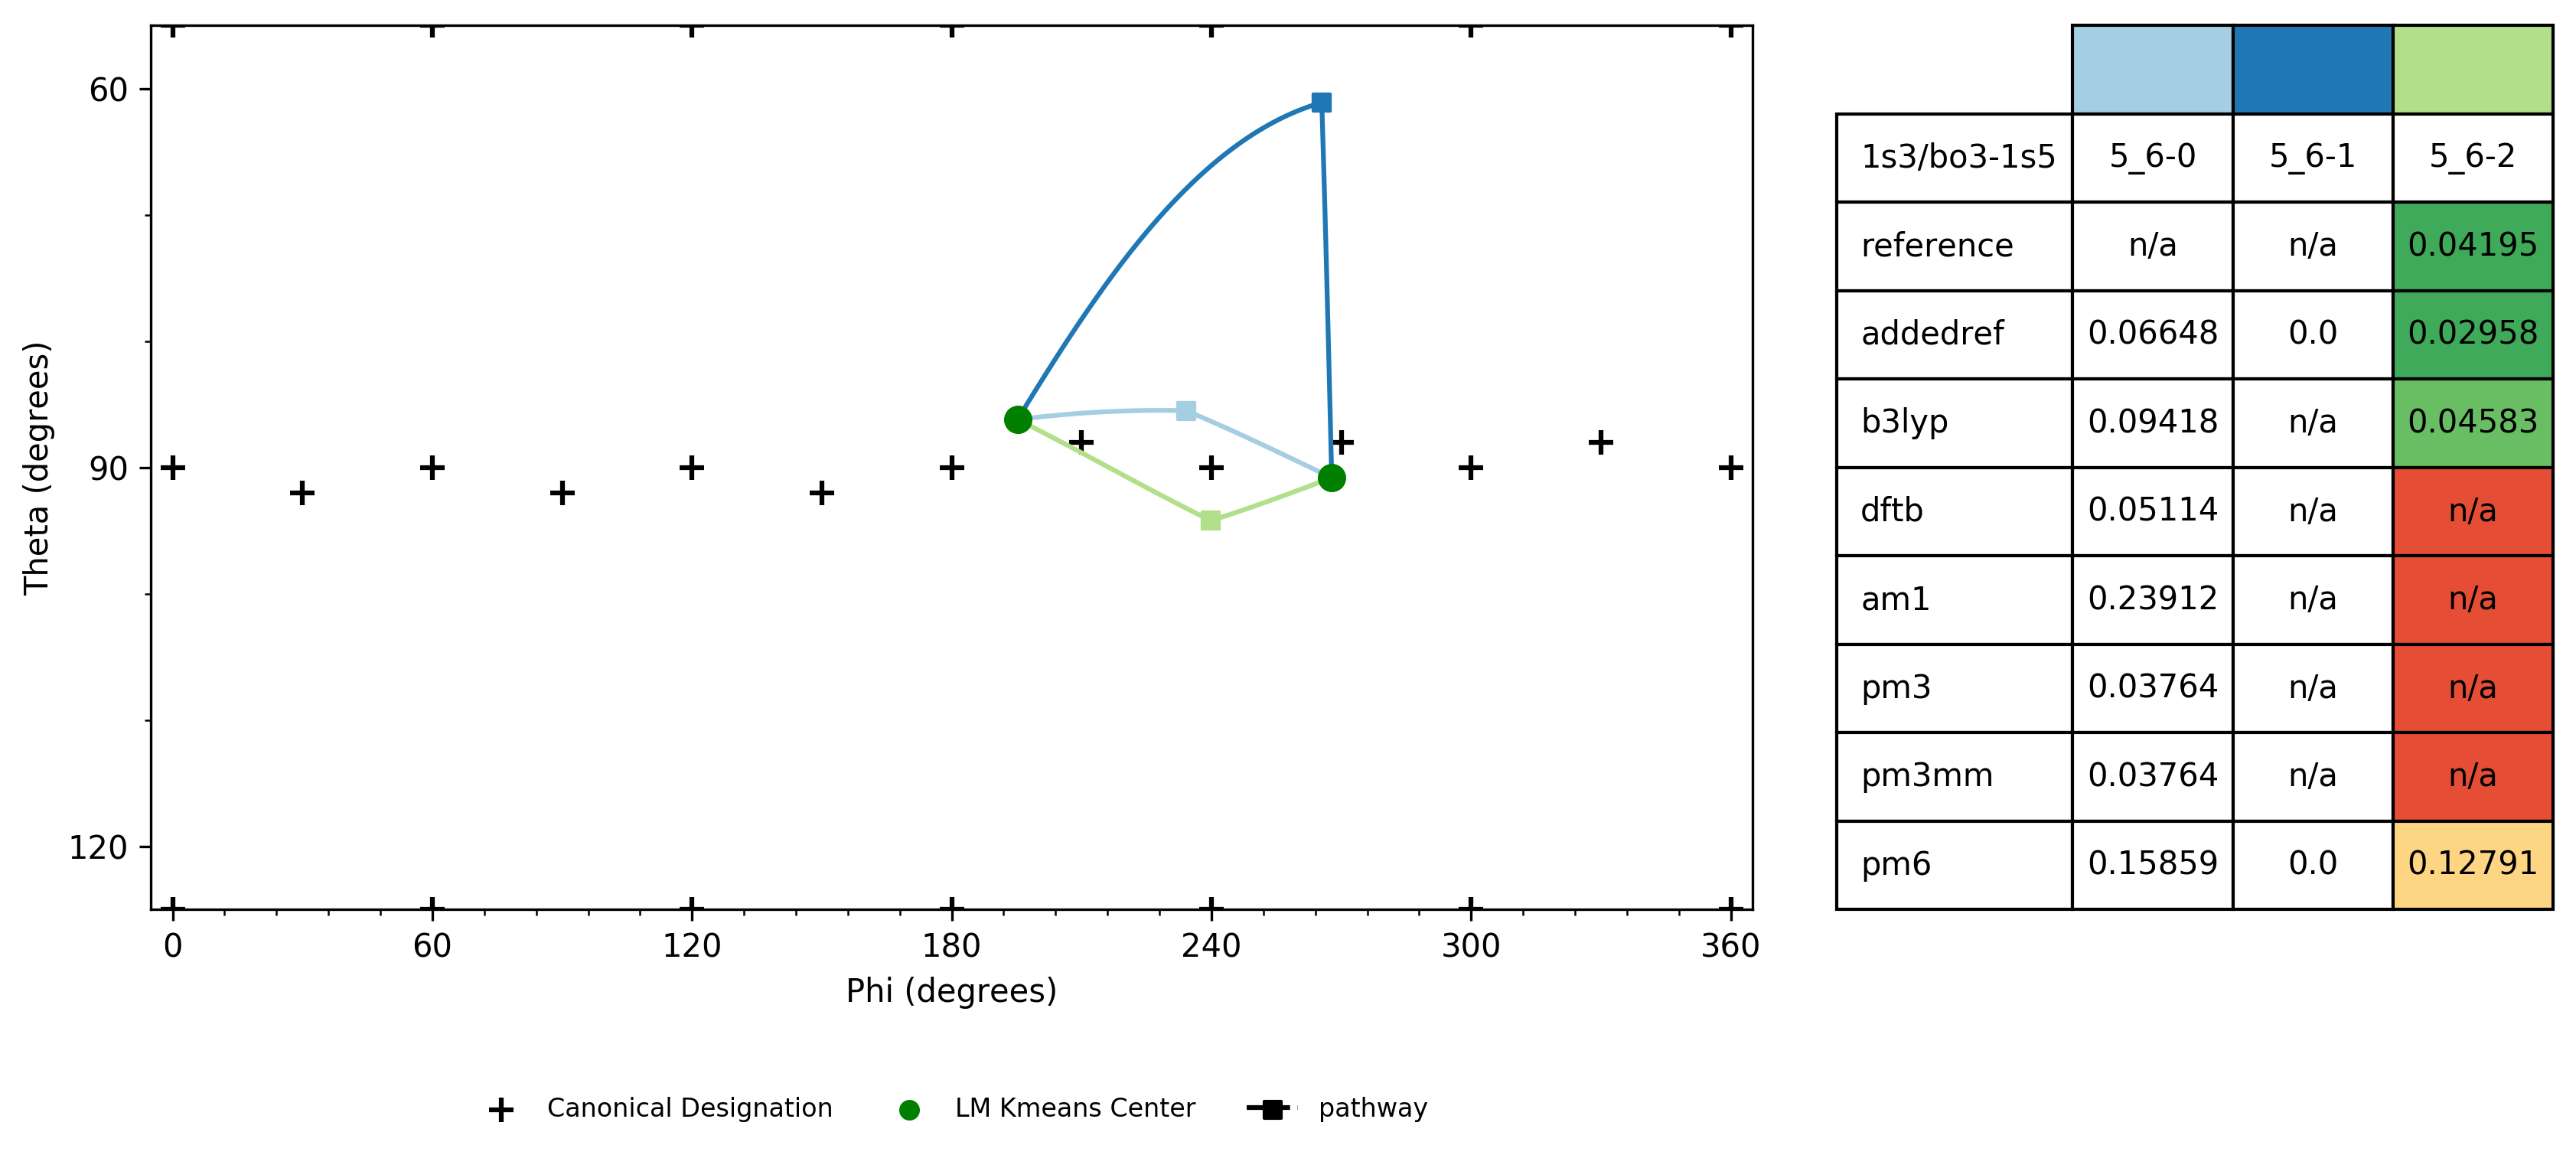 60
90
120
Theta (degrees)
0 60 120 180 240 300 360
Phi (degrees)
Canonical Designation LM Kmeans Center pathway
1s3/bo3-1s5 5_6-0 5_6-1 5_6-2
reference n/a n/a 0.04195
addedref 0.06648 0.0 0.02958
b3lyp 0.09418 n/a 0.04583
dftb 0.05114 n/a n/a
am1 0.23912 n/a n/a
pm3 0.03764 n/a n/a
pm3mm 0.03764 n/a n/a
pm6 0.15859 0.0 0.12791